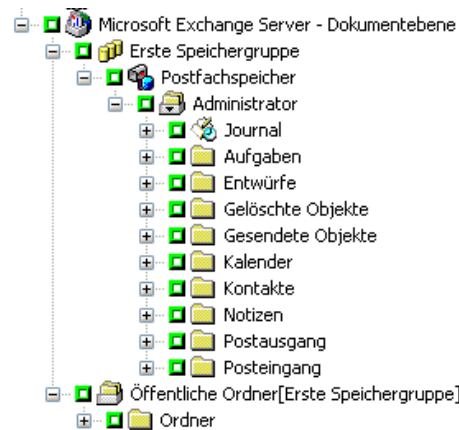 Microsoft Exchange Server - Dokumentebene
Erste Speichergruppe
Postfachspeicher
Administrator
Journal
Aufgaben
Entwürfe
Gelöschte Objekte
Gesendete Objekte
Kalender
Kontakte
Notizen
Postausgang
Posteingang
Öffentliche Ordner[Erste Speichergruppe]
Ordner